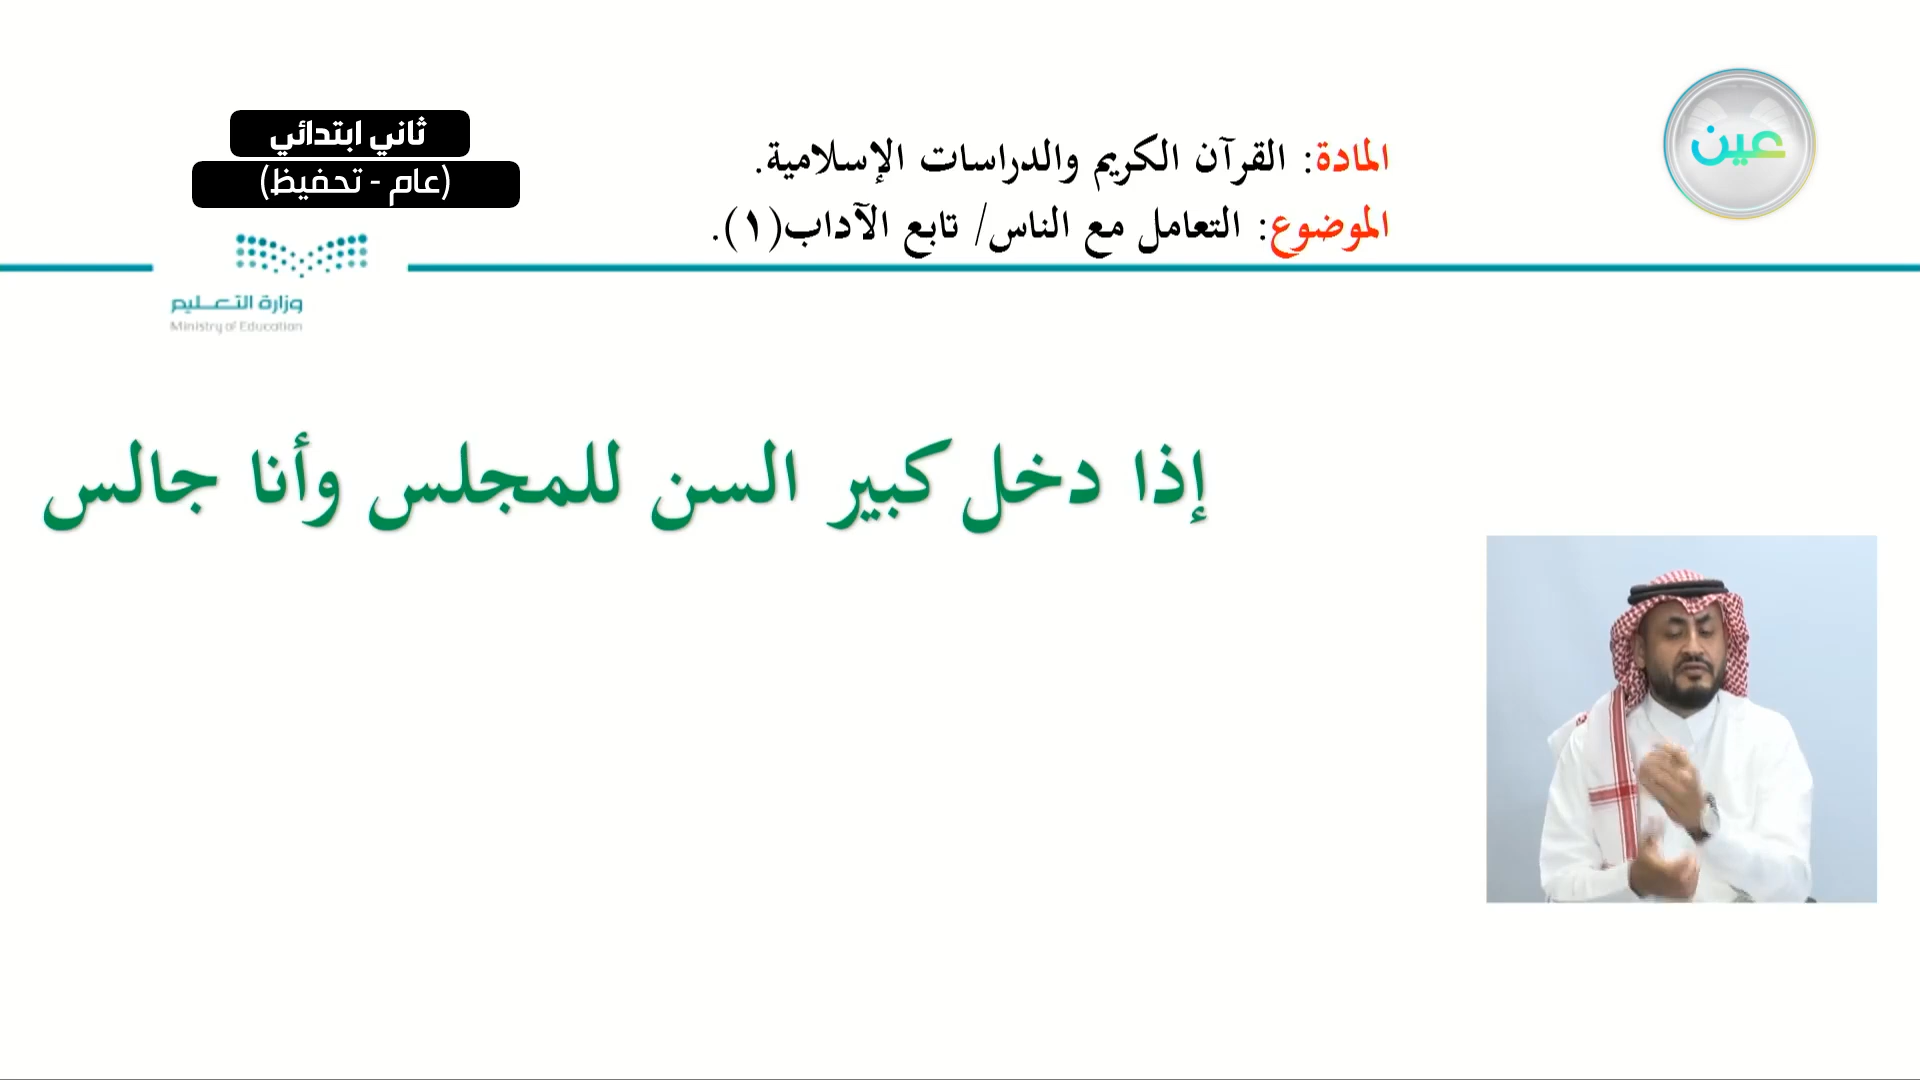 عين
المادة: القرآن الكريم والدراسات الإسلامية.
الموضوع: التعامل مع الناس/ تابع الآداب(١).
ثاني ابتدائي
(عام - تحفيظ)
وزارة التعليم
Ministry of Education
إذا دخل كبير السن للمجلس وأنا جالس